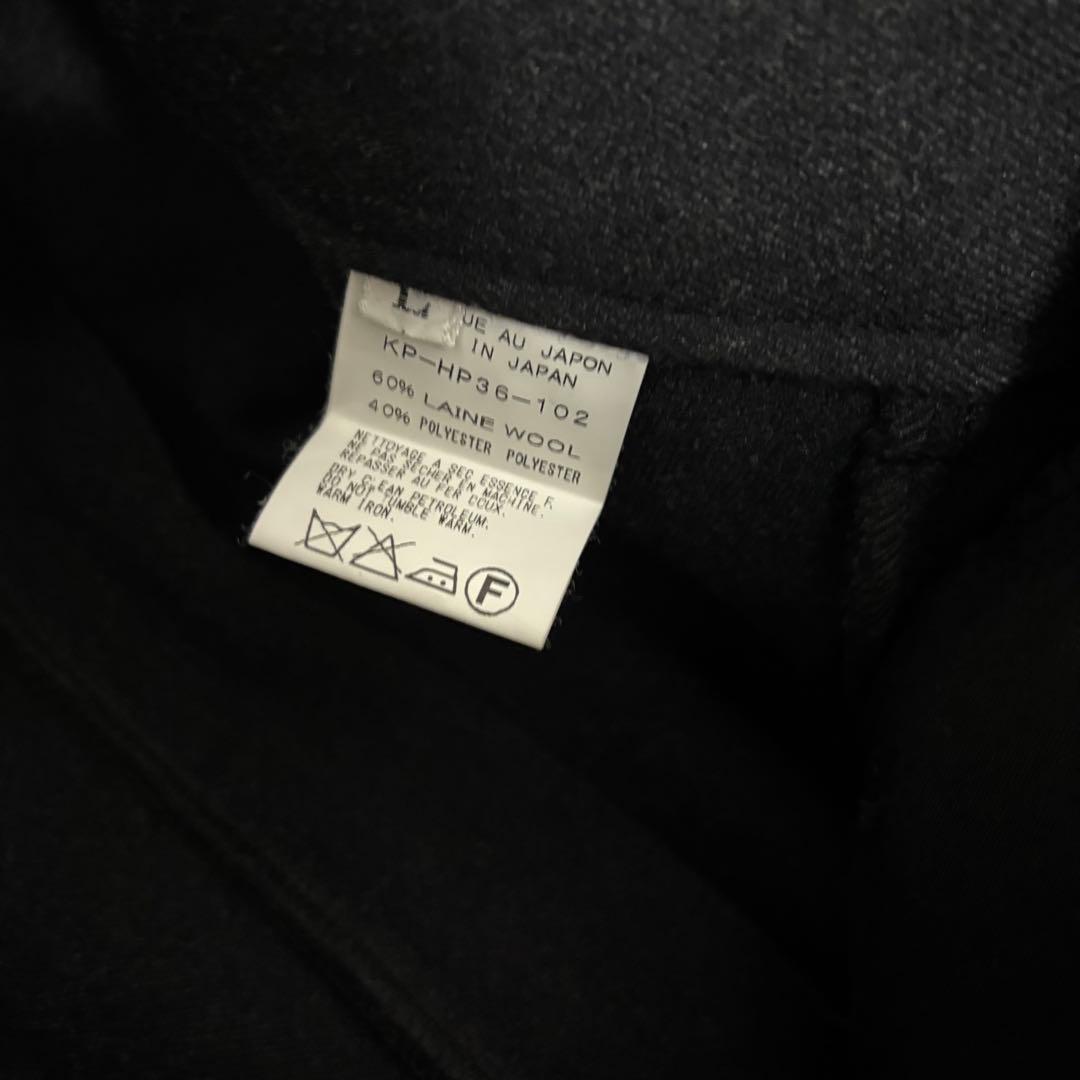 L
UE AU JAPON
IN JAPAN
KP-HP36-102
60% LAINE WOOL
40% POLYESTER POLYESTER
NETTOYAGE A SEC ESSENCE F.
NE PAS SECHER EN MACHINE.
REPASSER AU FER DOUX.
DRY CLEAN PETROLEUM.
DO NOT TUMBLE WARM.
WARM IRON.
F